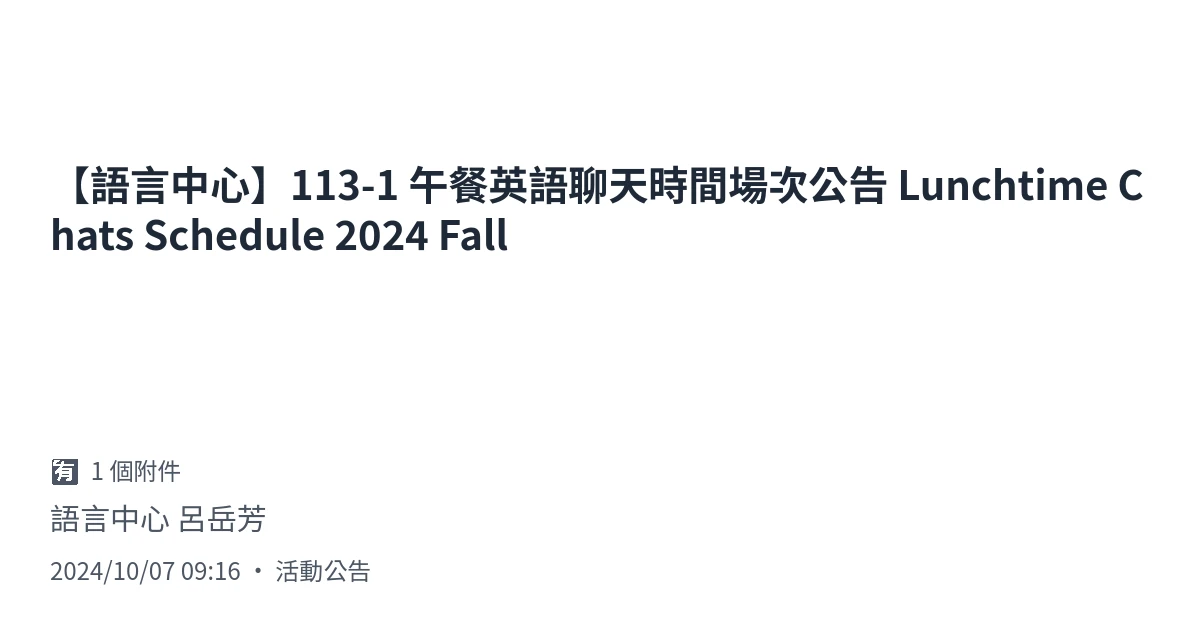 【語言中心】113-1 午餐英語聊天時間場次公告 Lunchtime C
hats Schedule 2024 Fall
🈶 1 個附件
語言中心 呂岳芳
2024/10/07 09:16 • 活動公告